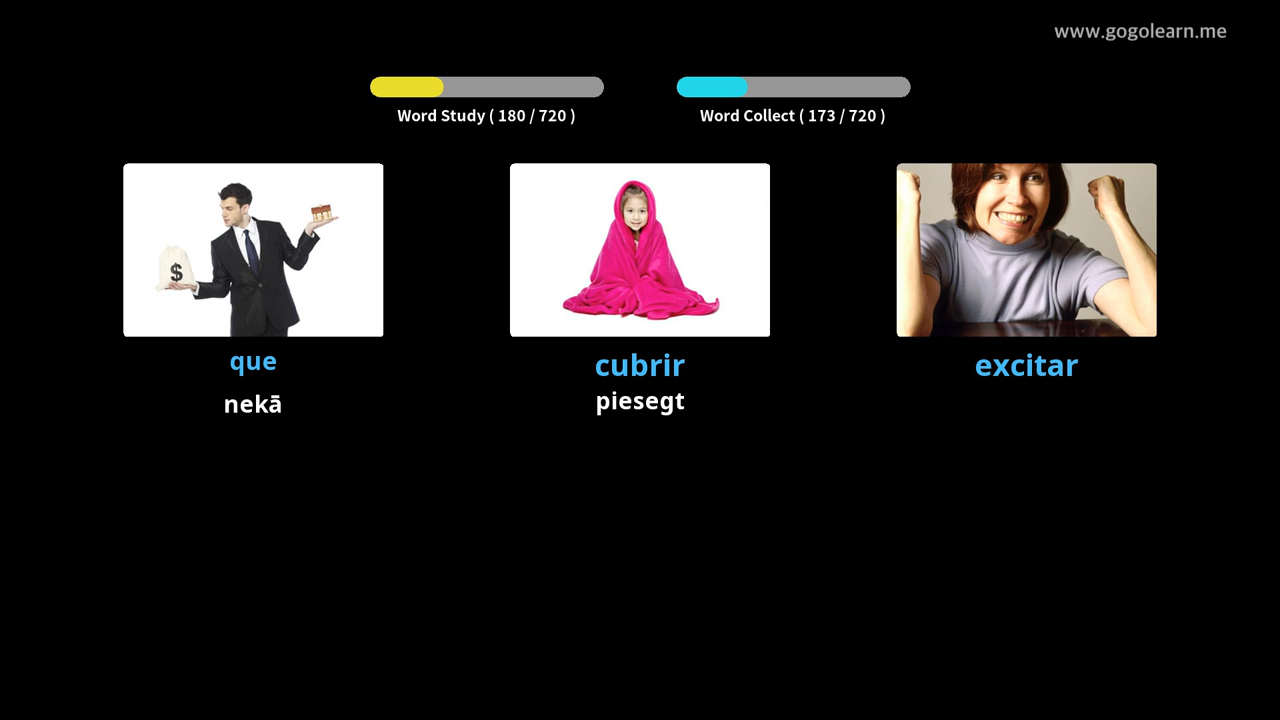 www.gogolearn.me
Word Study ( 180 / 720 )
Word Collect ( 173 / 720 )
$
que
cubrir
excitar
nekā
piesegt